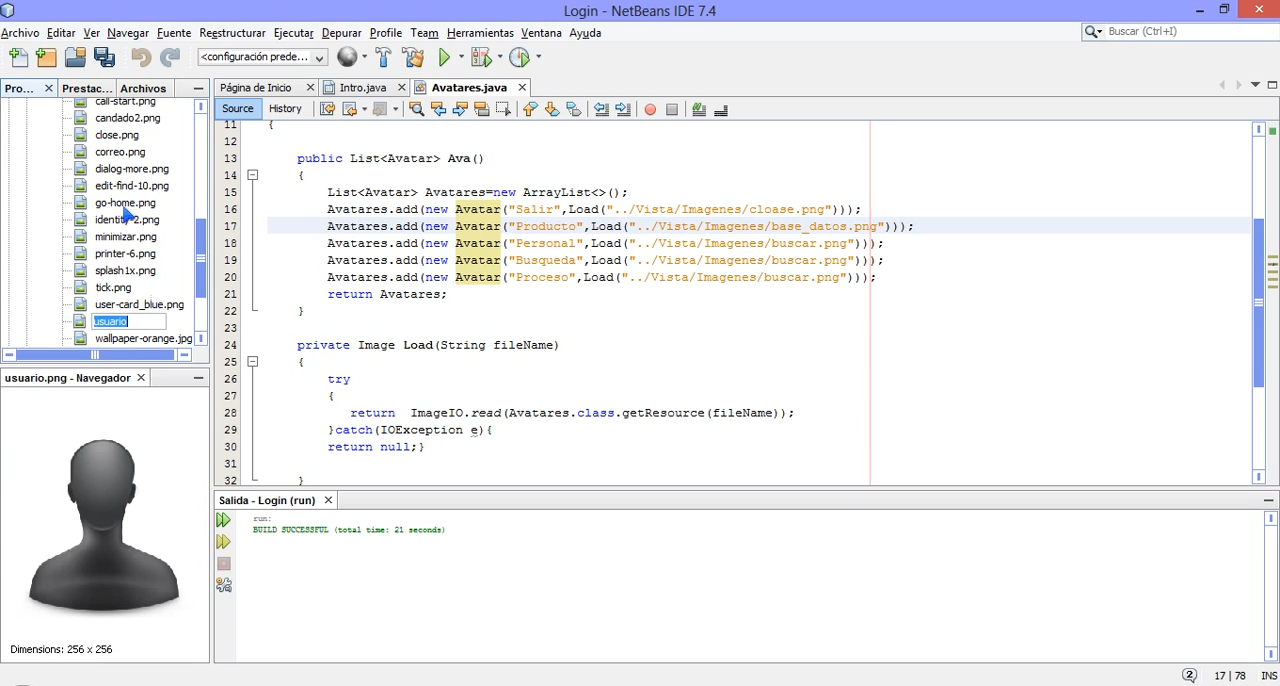 Login - NetBeans IDE 7.4
Archivo Editar Ver Navegar Fuente Refactorizar Ejecutar Depurar Profile Team Herramientas Ventana Ayuda
Buscar (Ctrl+I)
<configuración prede...
Pro... Prestac... Archivos
Página de Inicio Intro.java Avatares.java
Source History
call-start.png
candado2.png
close.png
correo.png
dialog-more.png
edit-find-10.png
go-home.png
identity-2.png
minimizar.png
printer-6.png
splash1x.png
tick.png
user-card_blue.png
usuario
wallpaper-orange.jpg
11 {
12
13 public List<Avatar> Ava()
14 {
15 List<Avatar> Avatares=new ArrayList<>();
16 Avatares.add(new Avatar("Salir",Load("../Vista/Imagenes/cloase.png")));
17 Avatares.add(new Avatar("Producto",Load("../Vista/Imagenes/base_datos.png")));
18 Avatares.add(new Avatar("Personal",Load("../Vista/Imagenes/buscar.png")));
19 Avatares.add(new Avatar("Busqueda",Load("../Vista/Imagenes/buscar.png")));
20 Avatares.add(new Avatar("Proceso",Load("../Vista/Imagenes/buscar.png")));
21 return Avatares;
22 }
23
24 private Image Load(String fileName)
25 {
26 try
27 {
28 return ImageIO.read(Avatares.class.getResource(fileName));
29 }catch(IOException e){
30 return null;}
31
32 }
usuario.png - Navegador
Dimensions: 256 x 256
Salida - Login (run)
run:
BUILD SUCCESSFUL (total time: 21 seconds)
2 17 | 78 INS